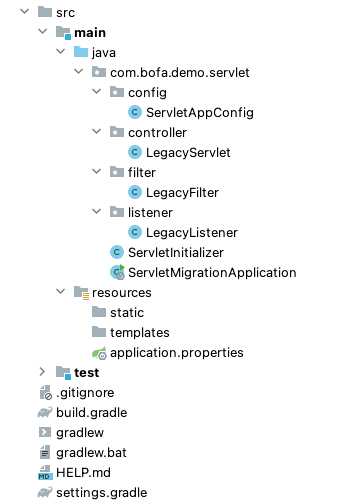 src
main
java
com.bofa.demo.servlet
config
C ServletAppConfig
controller
C LegacyServlet
filter
C LegacyFilter
listener
C LegacyListener
C ServletInitializer
C ServletMigrationApplication
resources
static
templates
application.properties
test
.gitignore
build.gradle
gradlew
gradlew.bat
MD HELP.md
settings.gradle